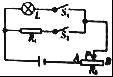 L S₁
R₁ S₂
A P B
R₂